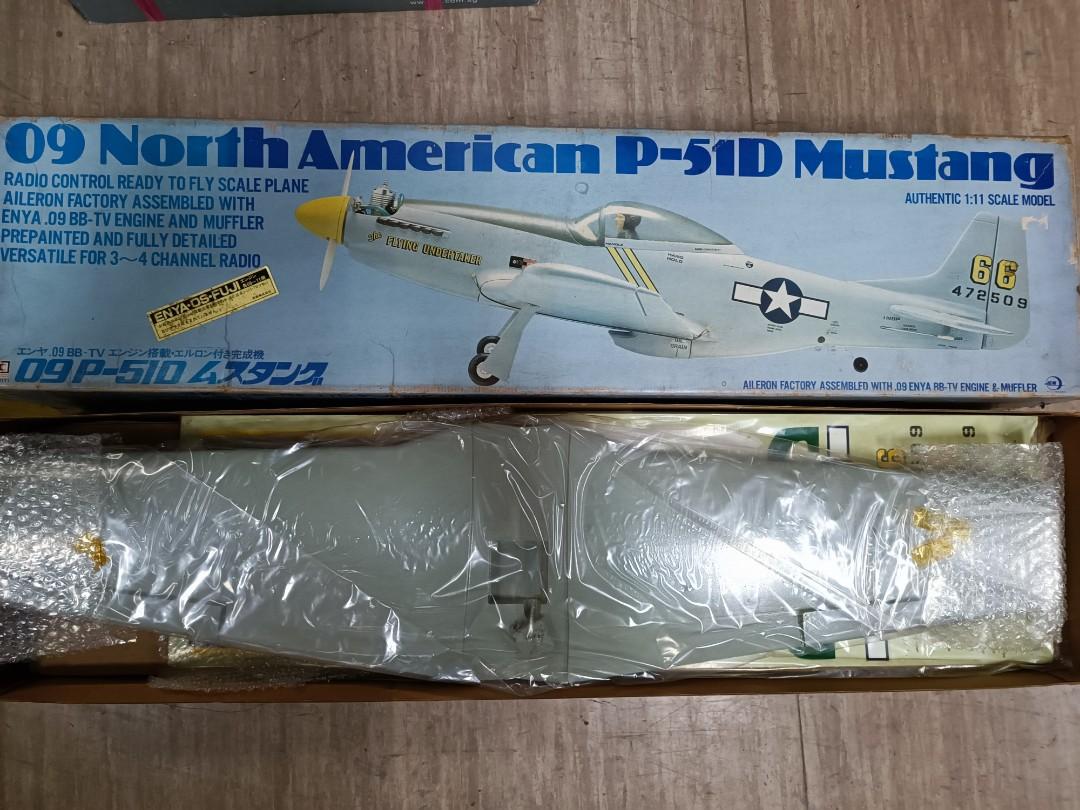 09 North American P-51D Mustang
RADIO CONTROL READY TO FLY SCALE PLANE
AILERON FACTORY ASSEMBLED WITH
ENYA .09 BB-TV ENGINE AND MUFFLER
PREPAINTED AND FULLY DETAILED
VERSATILE FOR 3～4 CHANNEL RADIO
AUTHENTIC 1:11 SCALE MODEL
The FLYING UNDERTAKER
66
472509
ENYA·OS·FUJI
エンヤ.09 BB-TV エンジン搭載・エルロン付き完成機
09 P-51D ムスタング
AILERON FACTORY ASSEMBLED WITH .09 ENYA BB-TV ENGINE & MUFFLER